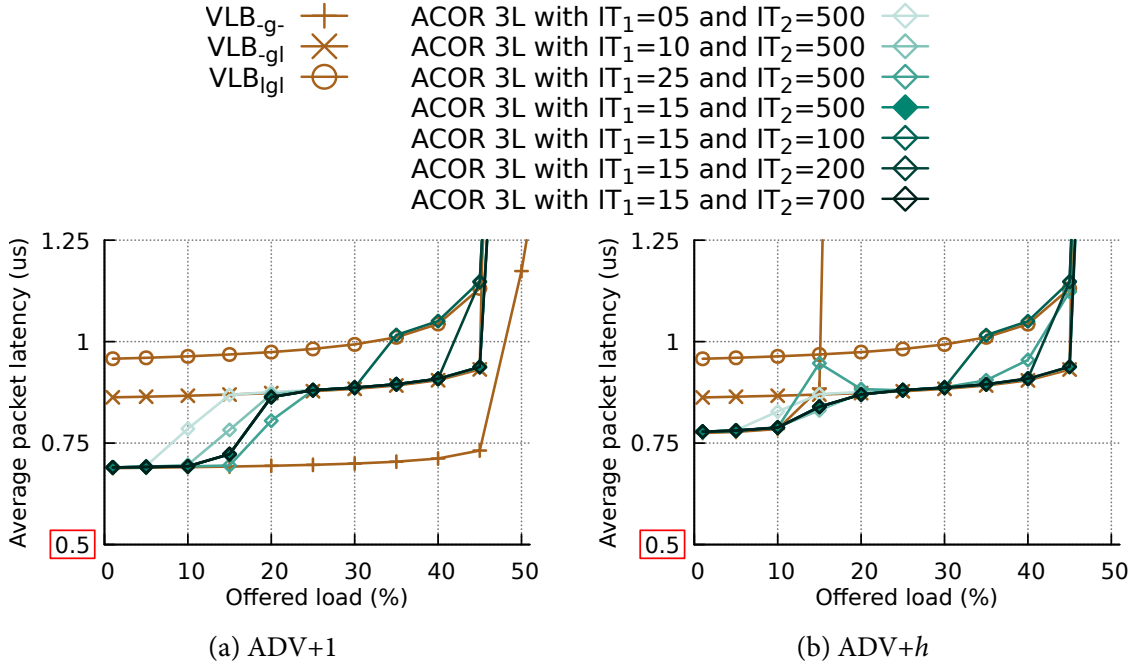 VLB-g-
VLB-gl
VLBlgl
ACOR 3L with IT1=05 and IT2=500
ACOR 3L with IT1=10 and IT2=500
ACOR 3L with IT1=25 and IT2=500
ACOR 3L with IT1=15 and IT2=500
ACOR 3L with IT1=15 and IT2=100
ACOR 3L with IT1=15 and IT2=200
ACOR 3L with IT1=15 and IT2=700
Average packet latency (us)
1.25
1
0.75
0.5
0 10 20 30 40 50
Offered load (%)
(a) ADV+1
Average packet latency (us)
1.25
1
0.75
0.5
0 10 20 30 40 50
Offered load (%)
(b) ADV+h